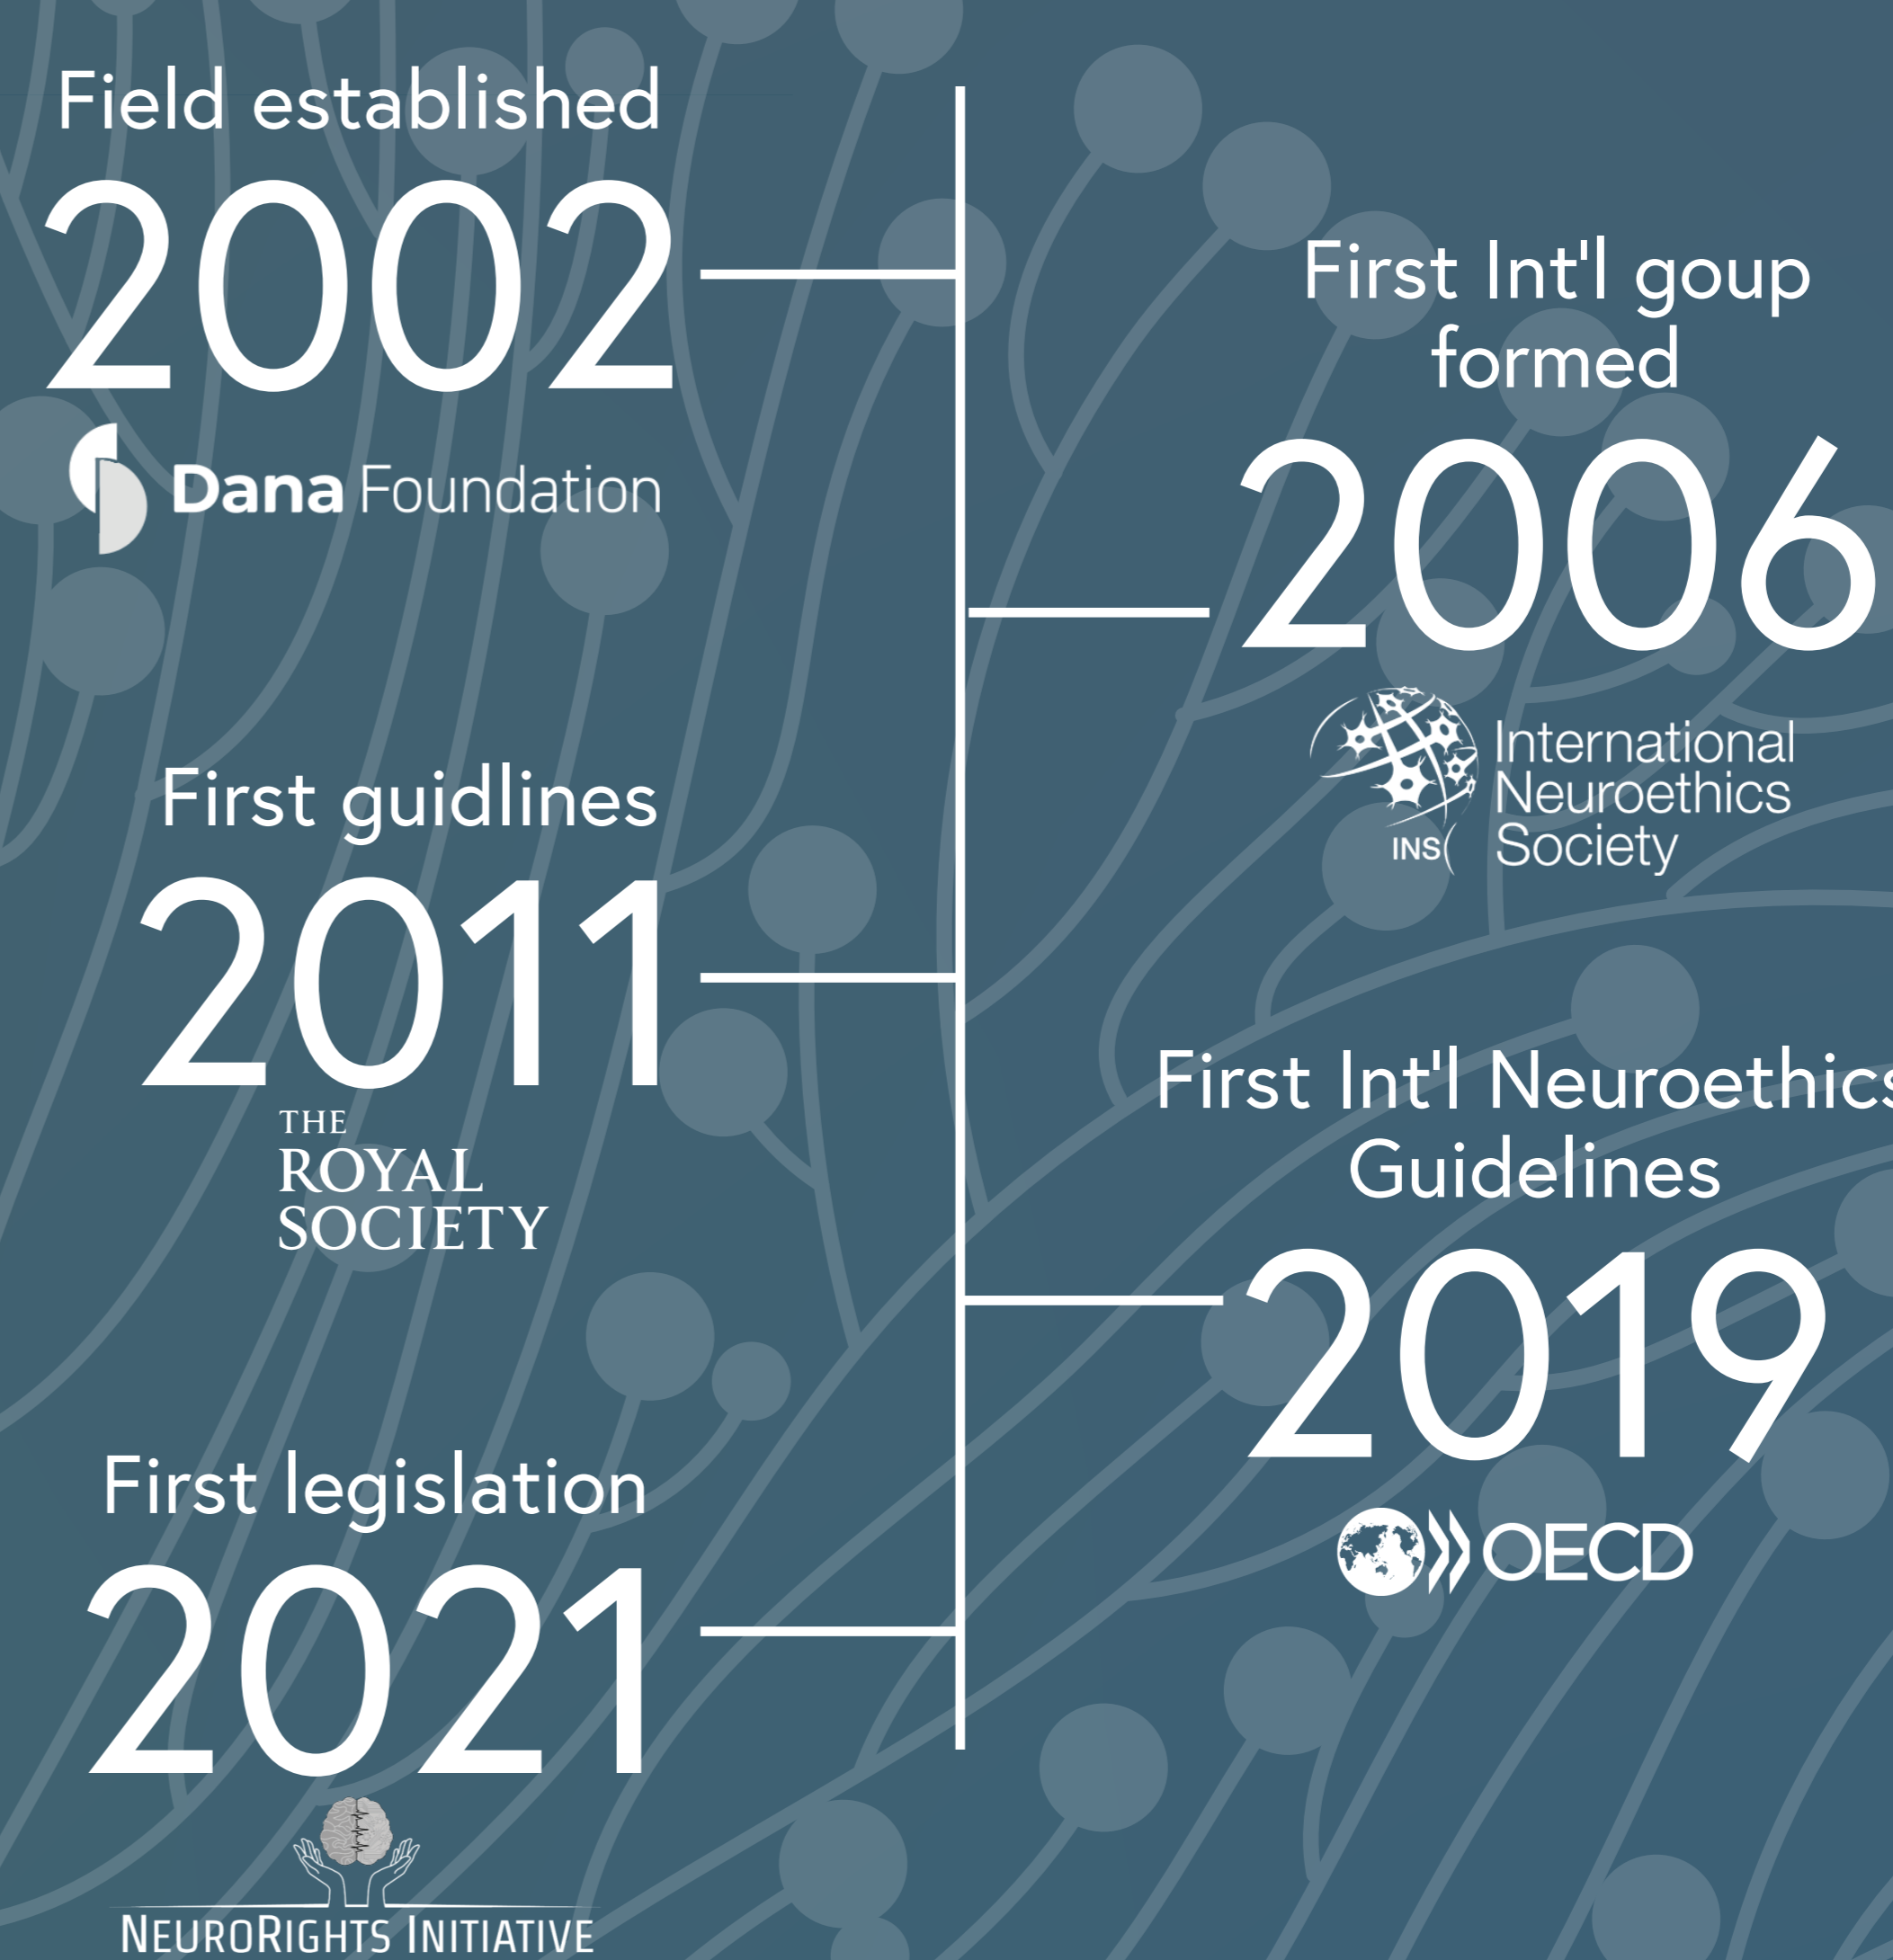 Field established
2002
Dana Foundation
First Int'l goup
formed
2006
International
Neuroethics
Society
INS
First guidlines
2011
THE
ROYAL
SOCIETY
First Int'l Neuroethics
Guidelines
2019
OECD
First legislation
2021
NEURORIGHTS INITIATIVE